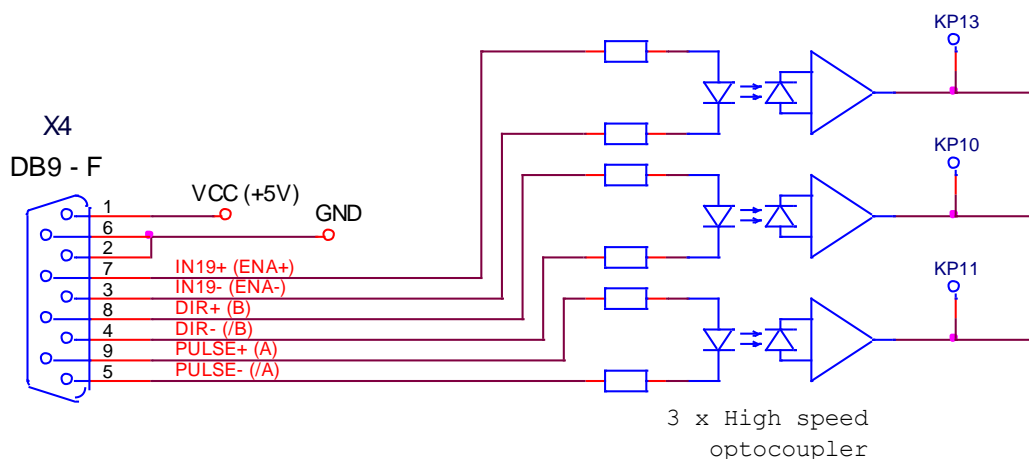 KP13
X4
DB9 - F
KP10
1
VCC (+5V)
6
GND
2
7
IN19+ (ENA+)
3
IN19- (ENA-)
KP11
8
DIR+ (B)
4
DIR- (/B)
9
PULSE+ (A)
5
PULSE- (/A)
3 x High speed
optocoupler